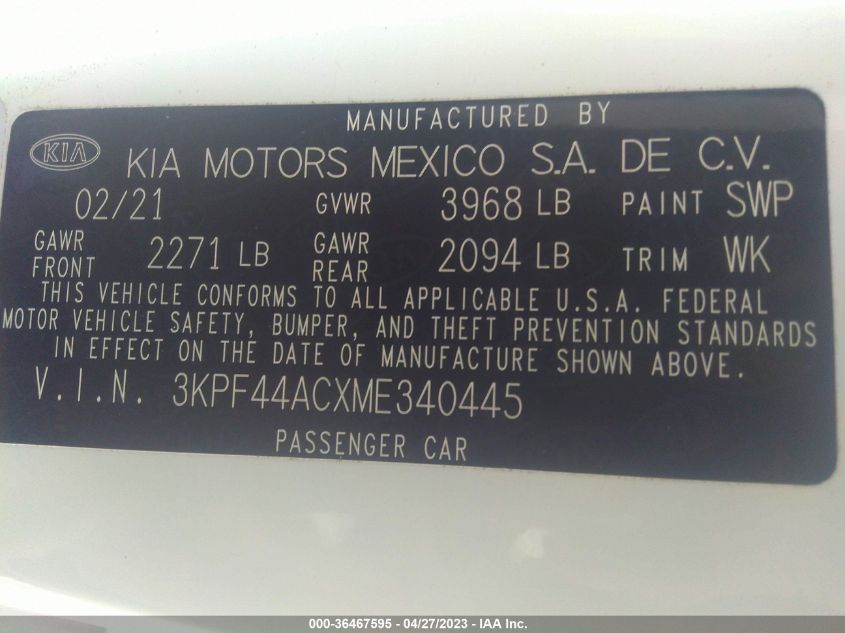 MANUFACTURED BY
KIA KIA MOTORS MEXICO S.A. DE C.V.
02/21 GVWR 3968 LB PAINT SWP
GAWR FRONT 2271 LB GAWR REAR 2094 LB TRIM WK
THIS VEHICLE CONFORMS TO ALL APPLICABLE U.S.A. FEDERAL
MOTOR VEHICLE SAFETY, BUMPER, AND THEFT PREVENTION STANDARDS
IN EFFECT ON THE DATE OF MANUFACTURE SHOWN ABOVE.
V.I.N. 3KPF44ACXME340445
PASSENGER CAR
000-36467595 - 04/27/2023 - IAA Inc.